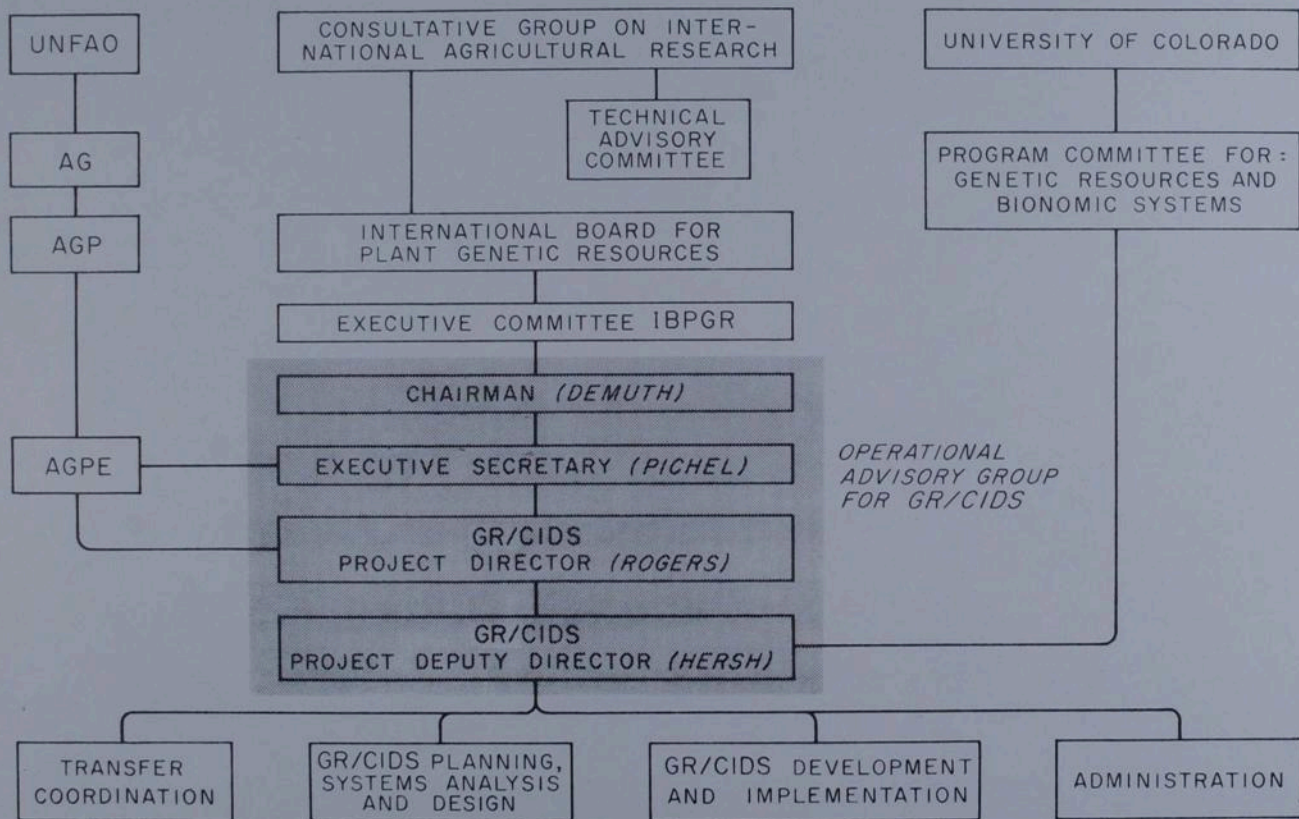 UNFAO
CONSULTATIVE GROUP ON INTER-
NATIONAL AGRICULTURAL RESEARCH
UNIVERSITY OF COLORADO
TECHNICAL
ADVISORY
COMMITTEE
AG
PROGRAM COMMITTEE FOR:
GENETIC RESOURCES AND
BIONOMIC SYSTEMS
AGP
INTERNATIONAL BOARD FOR
PLANT GENETIC RESOURCES
EXECUTIVE COMMITTEE IBPGR
CHAIRMAN (DEMUTH)
AGPE
EXECUTIVE SECRETARY (PICHEL)
OPERATIONAL
ADVISORY GROUP
FOR GR/CIDS
GR/CIDS
PROJECT DIRECTOR (ROGERS)
GR/CIDS
PROJECT DEPUTY DIRECTOR (HERSH)
TRANSFER
COORDINATION
GR/CIDS PLANNING,
SYSTEMS ANALYSIS
AND DESIGN
GR/CIDS DEVELOPMENT
AND IMPLEMENTATION
ADMINISTRATION